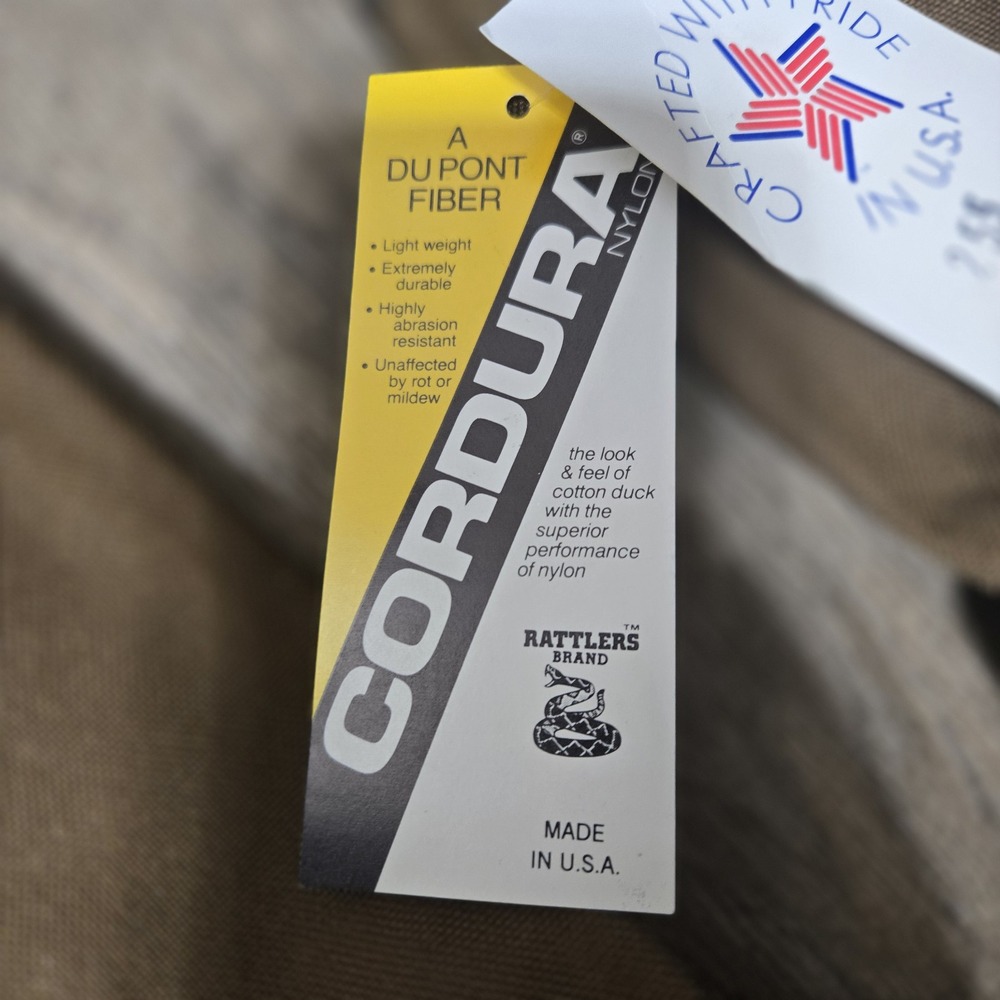 A
DU PONT
FIBER
• Light weight
• Extremely
durable
• Highly
abrasion
resistant
• Unaffected
by rot or
mildew
CORDURA®
NYLON
the look
& feel of
cotton duck
with the
superior
performance
of nylon
RATTLERS™
BRAND
MADE
IN U.S.A.
CRAFTED WITH PRIDE
IN U.S.A.